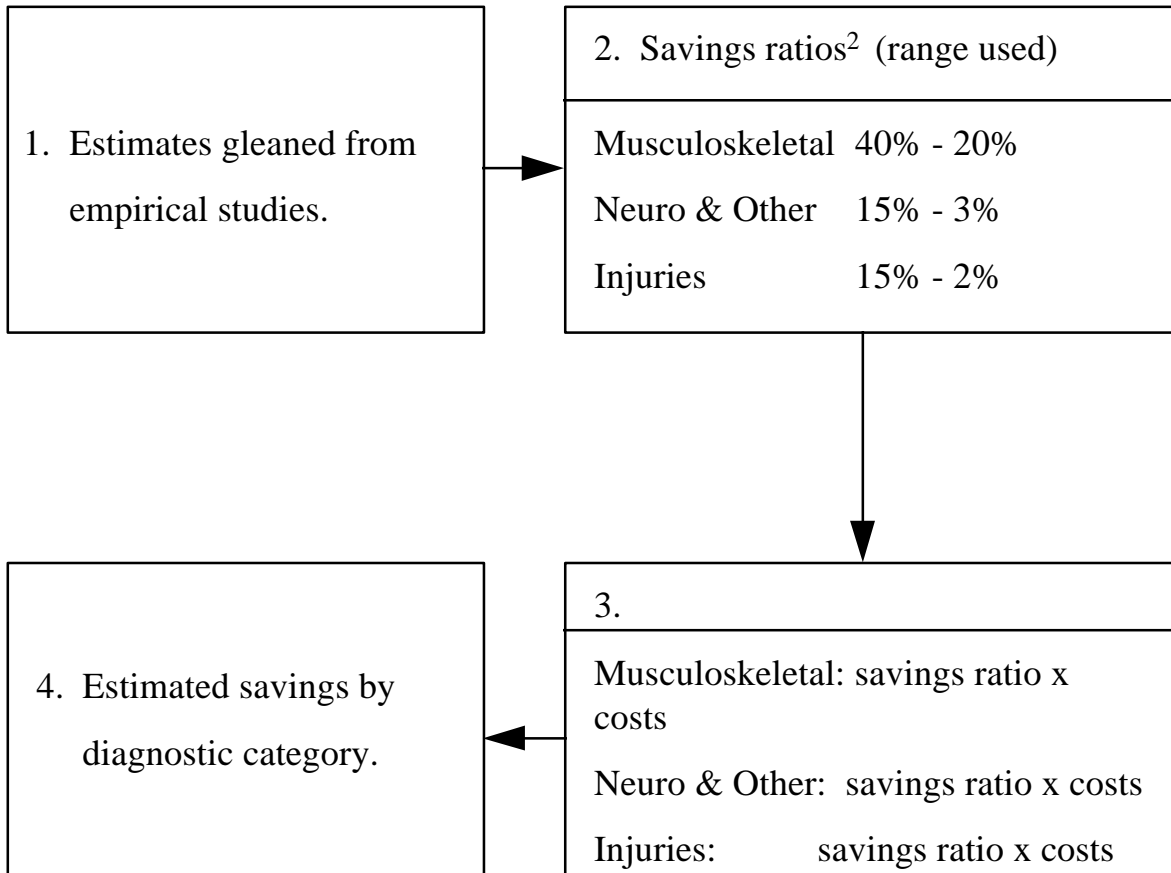 1. Estimates gleaned from
empirical studies.
2. Savings ratios² (range used)
Musculoskeletal 40% - 20%
Neuro & Other 15% - 3%
Injuries 15% - 2%
3.
Musculoskeletal: savings ratio x
costs
Neuro & Other: savings ratio x costs
Injuries: savings ratio x costs
4. Estimated savings by
diagnostic category.